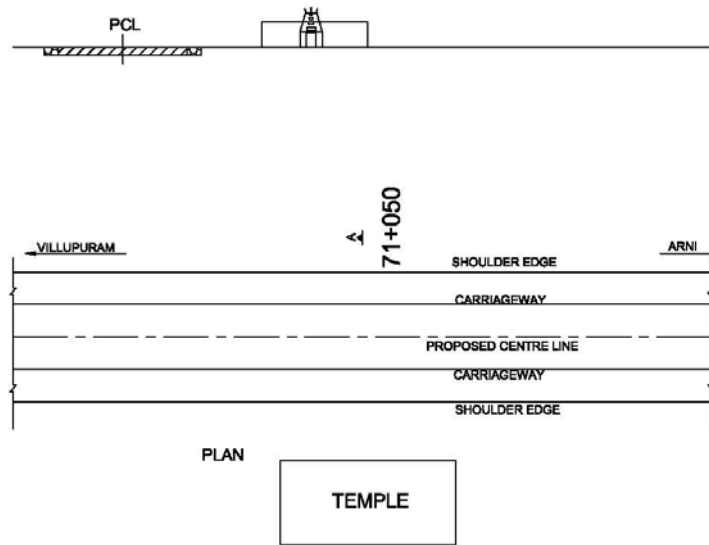 PCL
A
71+050
VILLUPURAM
ARNI
SHOULDER EDGE
CARRIAGEWAY
PROPOSED CENTRE LINE
CARRIAGEWAY
SHOULDER EDGE
PLAN
TEMPLE